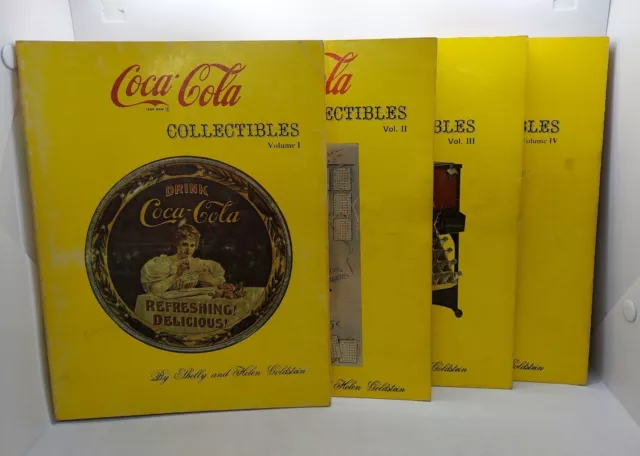 Coca-Cola
COLLECTIBLES
Volume I
DRINK
Coca-Cola
REFRESHING!
DELICIOUS!
By Shelly and Helen Goldstein
la
ECTIBLES
Vol. II
Helen Goldstein
BLES
Vol. III
Goldstein
BLES
Volume IV
Goldstein